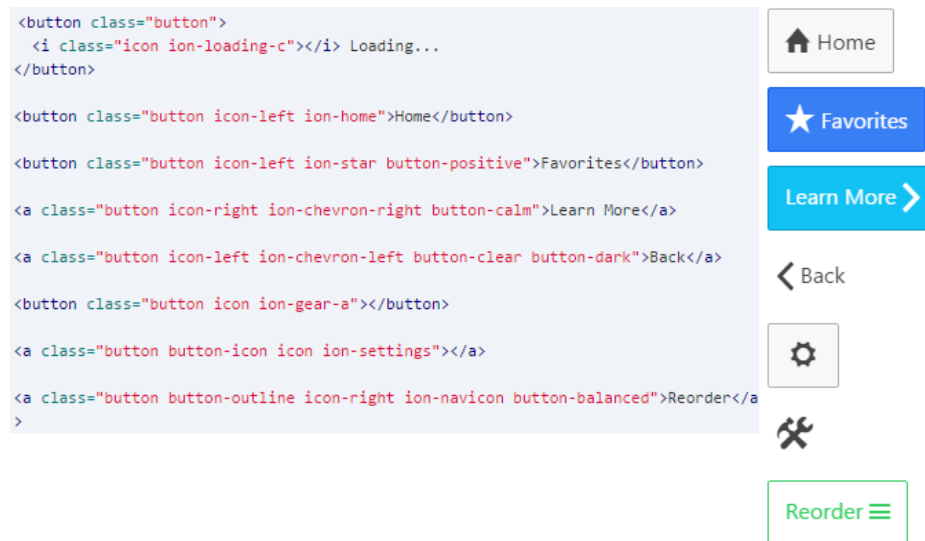 <button class="button">
  <i class="icon ion-loading-c"></i> Loading...
</button>
<button class="button icon-left ion-home">Home</button>
<button class="button icon-left ion-star button-positive">Favorites</button>
<a class="button icon-right ion-chevron-right button-calm">Learn More</a>
<a class="button icon-left ion-chevron-left button-clear button-dark">Back</a>
<button class="button icon ion-gear-a"></button>
<a class="button button-icon icon ion-settings"></a>
<a class="button button-outline icon-right ion-navicon button-balanced">Reorder</a
>
Home
Favorites
Learn More
Back
Reorder